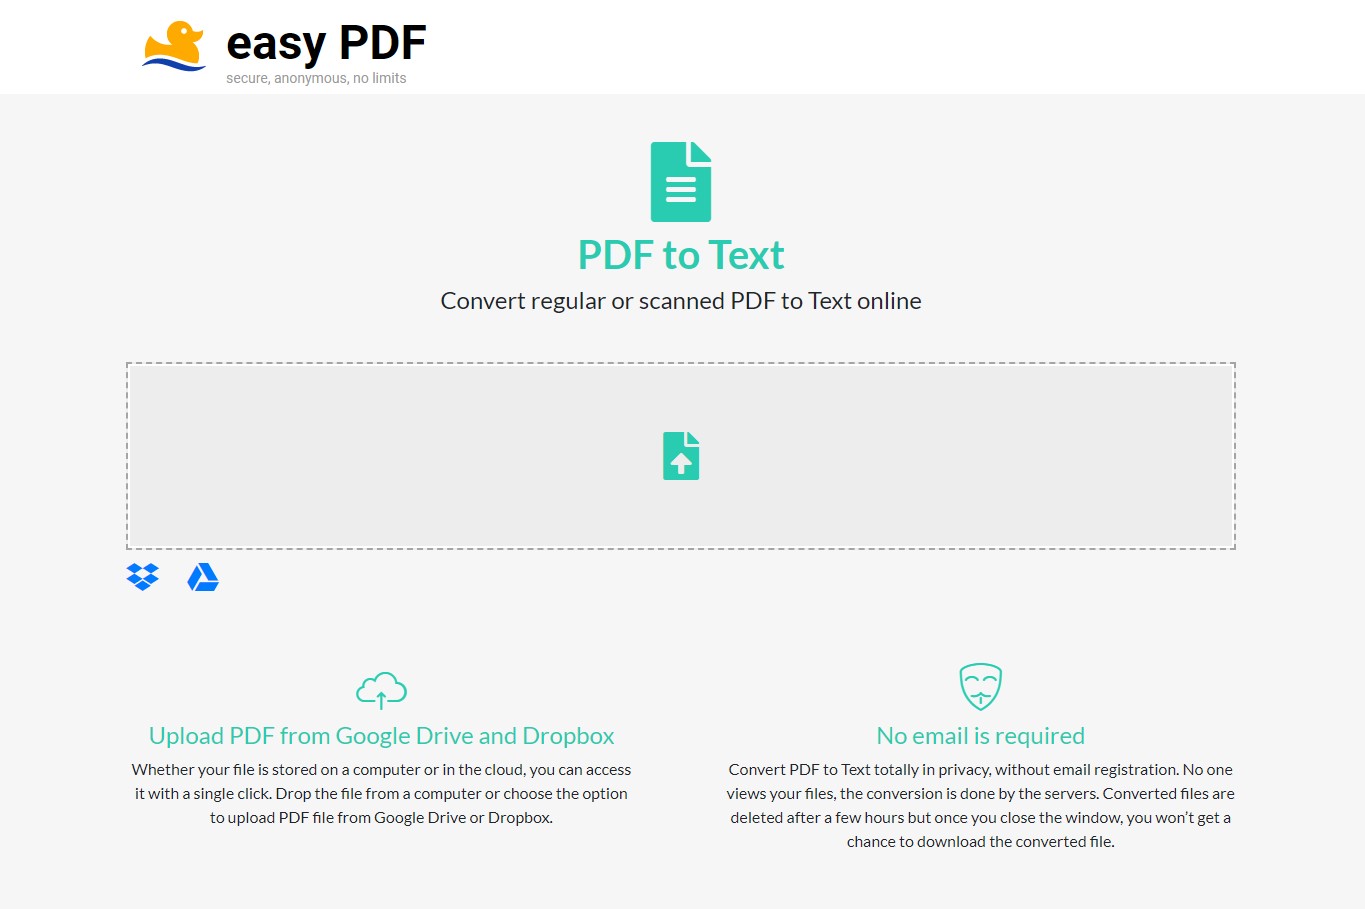 easy PDF
secure, anonymous, no limits
PDF to Text
Convert regular or scanned PDF to Text online
Upload PDF from Google Drive and Dropbox
Whether your file is stored on a computer or in the cloud, you can access
it with a single click. Drop the file from a computer or choose the option
to upload PDF file from Google Drive or Dropbox.
No email is required
Convert PDF to Text totally in privacy, without email registration. No one
views your files, the conversion is done by the servers. Converted files are
deleted after a few hours but once you close the window, you won’t get a
chance to download the converted file.